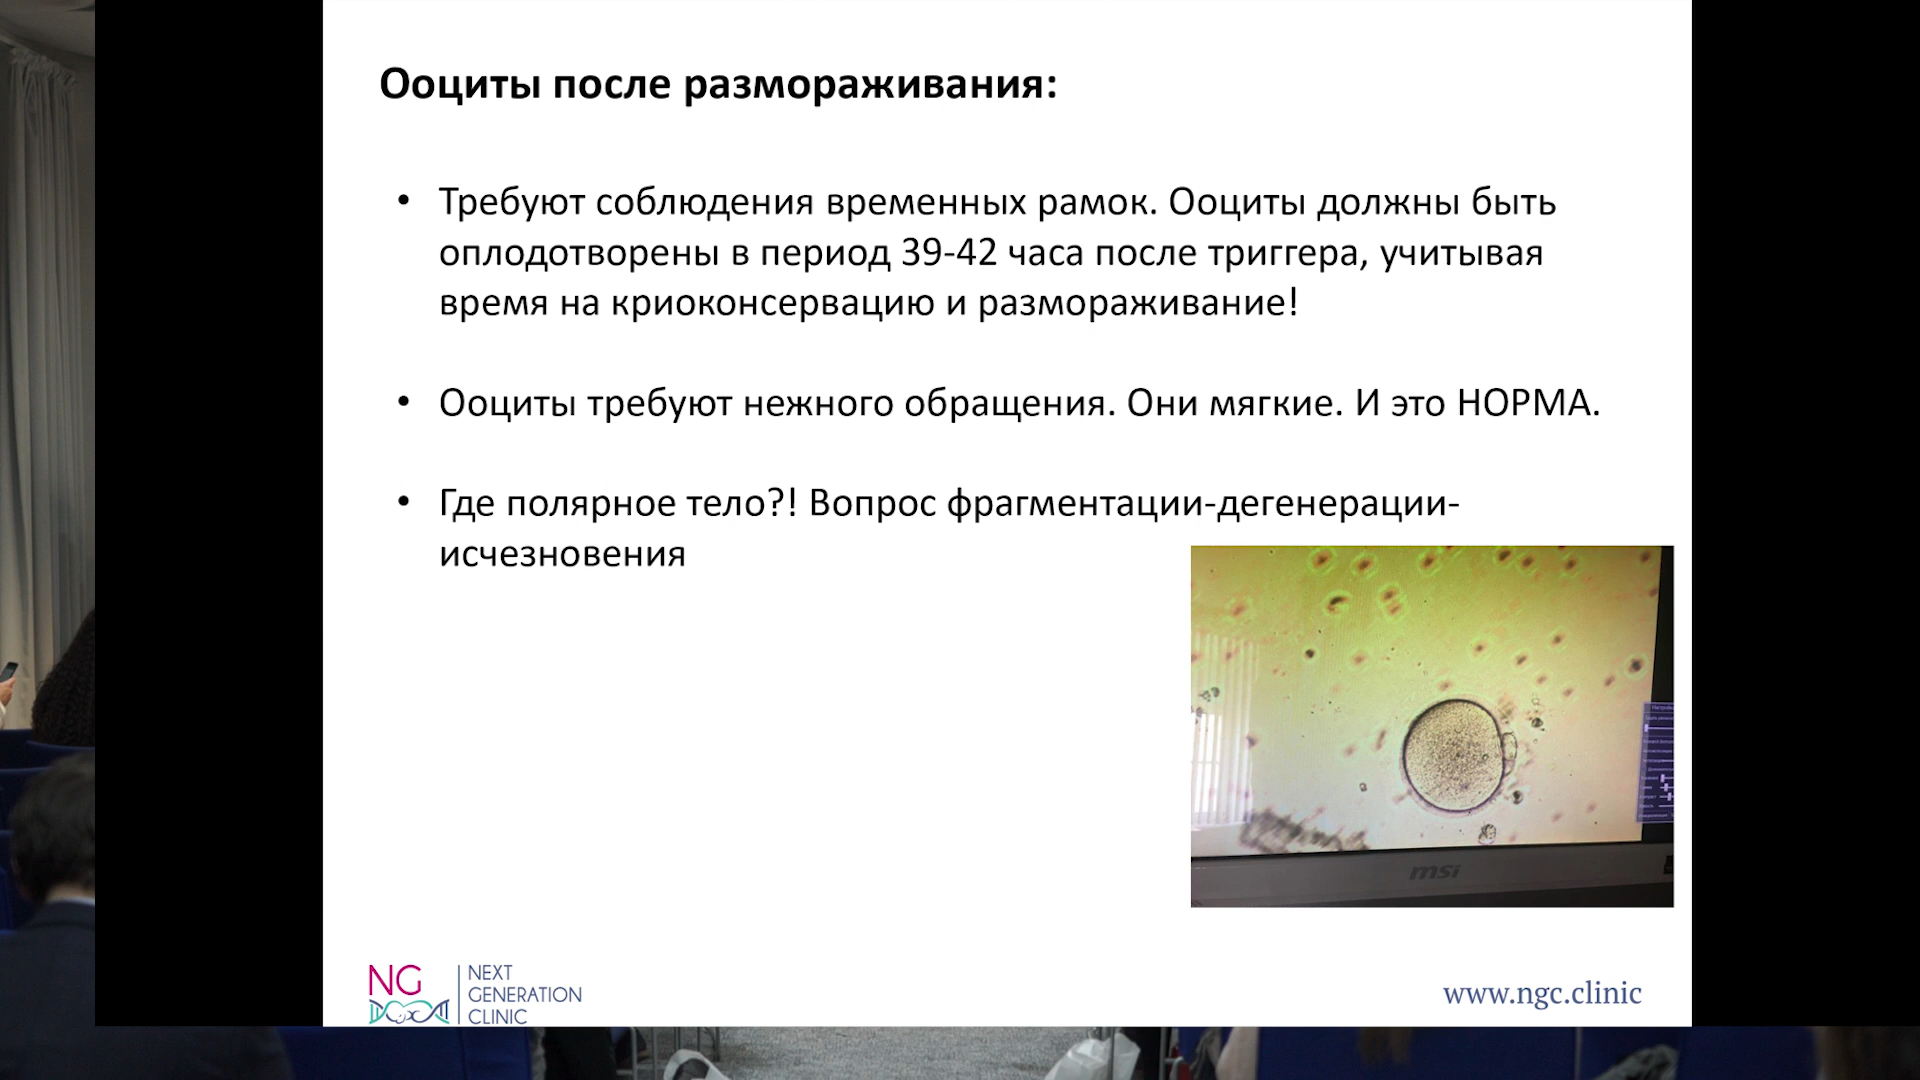 Ооциты после размораживания:
• Требуют соблюдения временных рамок. Ооциты должны быть
оплодотворены в период 39-42 часа после триггера, учитывая
время на криоконсервацию и размораживание!
• Ооциты требуют нежного обращения. Они мягкие. И это НОРМА.
• Где полярное тело?! Вопрос фрагментации-дегенерации-
исчезновения
msi
NG
NEXT
GENERATION
CLINIC
www.ngc.clinic